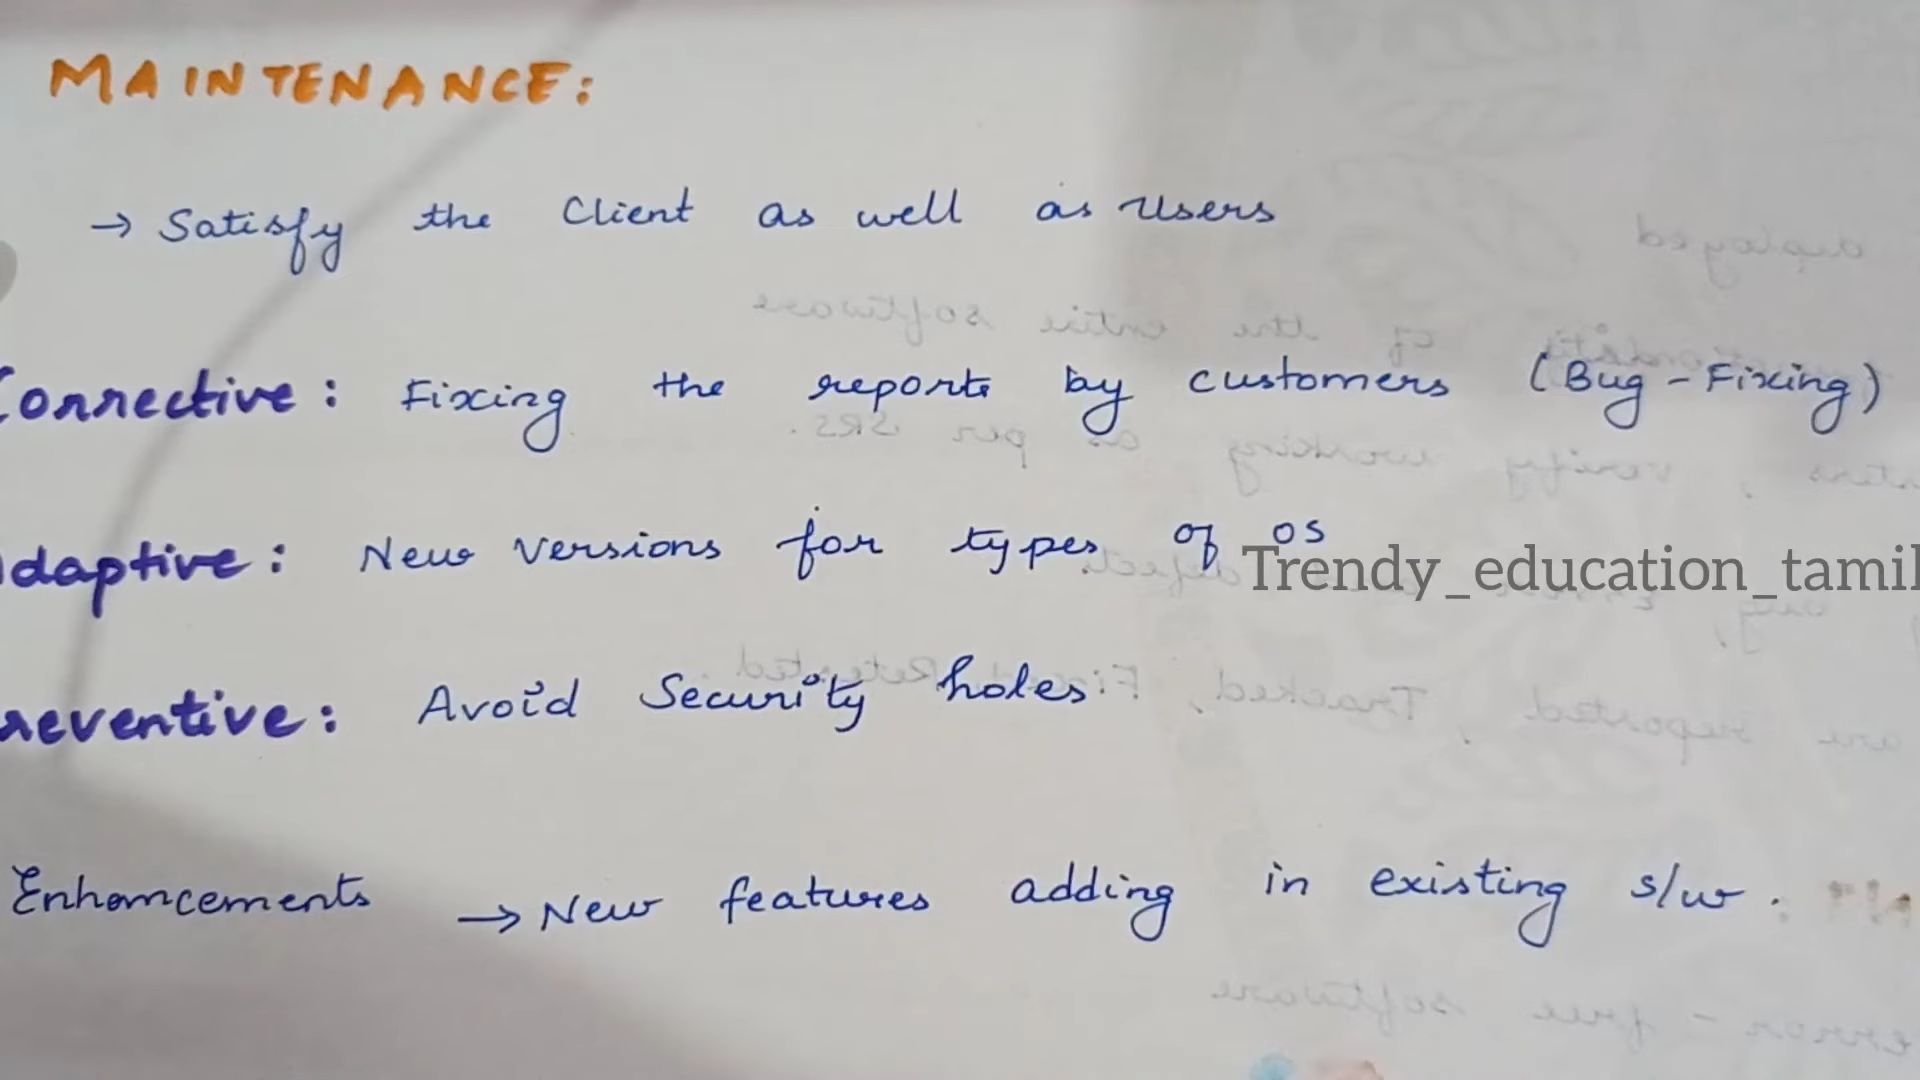 MAINTENANCE:
→ Satisfy the Client as well as Users
Corrective: Fixing the reports by customers (Bug-Fixing)
daptive: New versions for types of OS
Trendy_education_tamil
reventive: Avoid Security holes
Enhancements → New features adding in existing s/w.